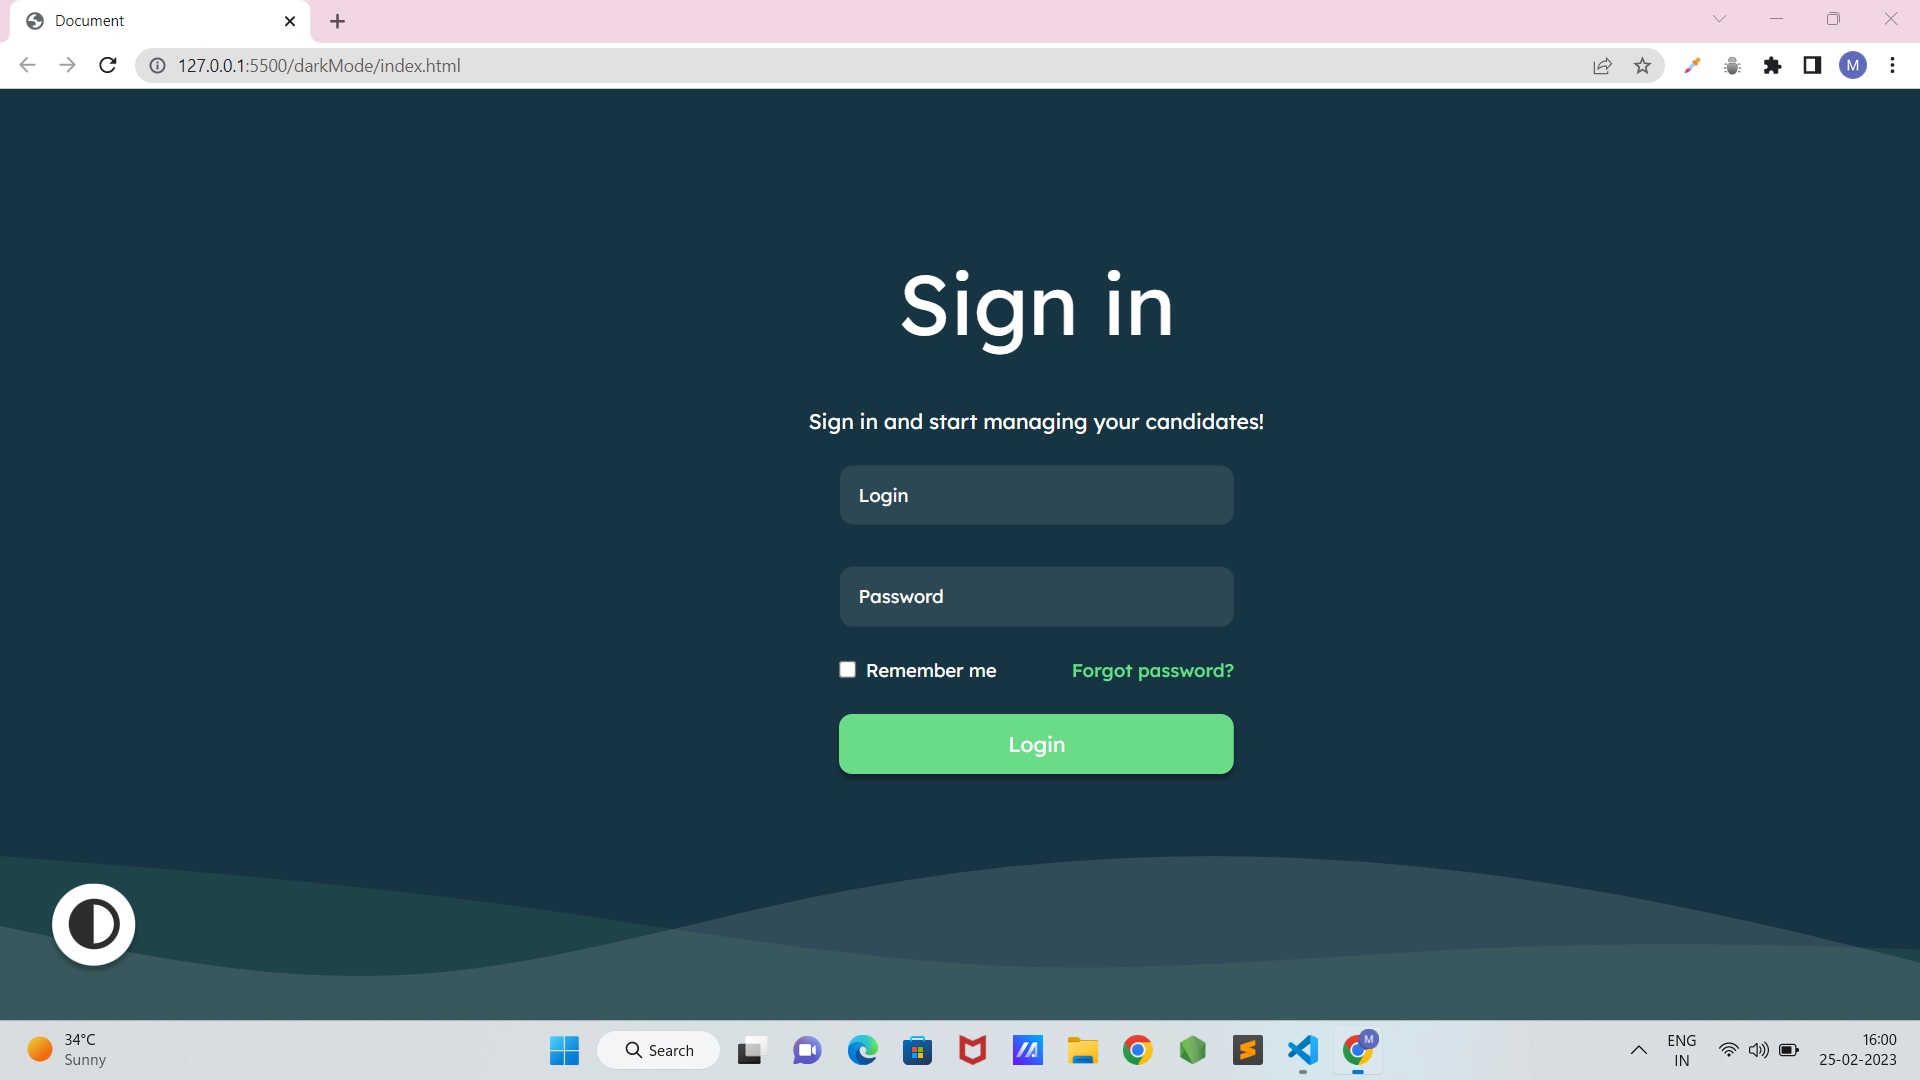 Document
127.0.0.1:5500/darkMode/index.html
M
Sign in
Sign in and start managing your candidates!
Login
Password
Remember me
Forgot password?
Login
34°C
Sunny
Search
M
ENG
IN
16:00
25-02-2023